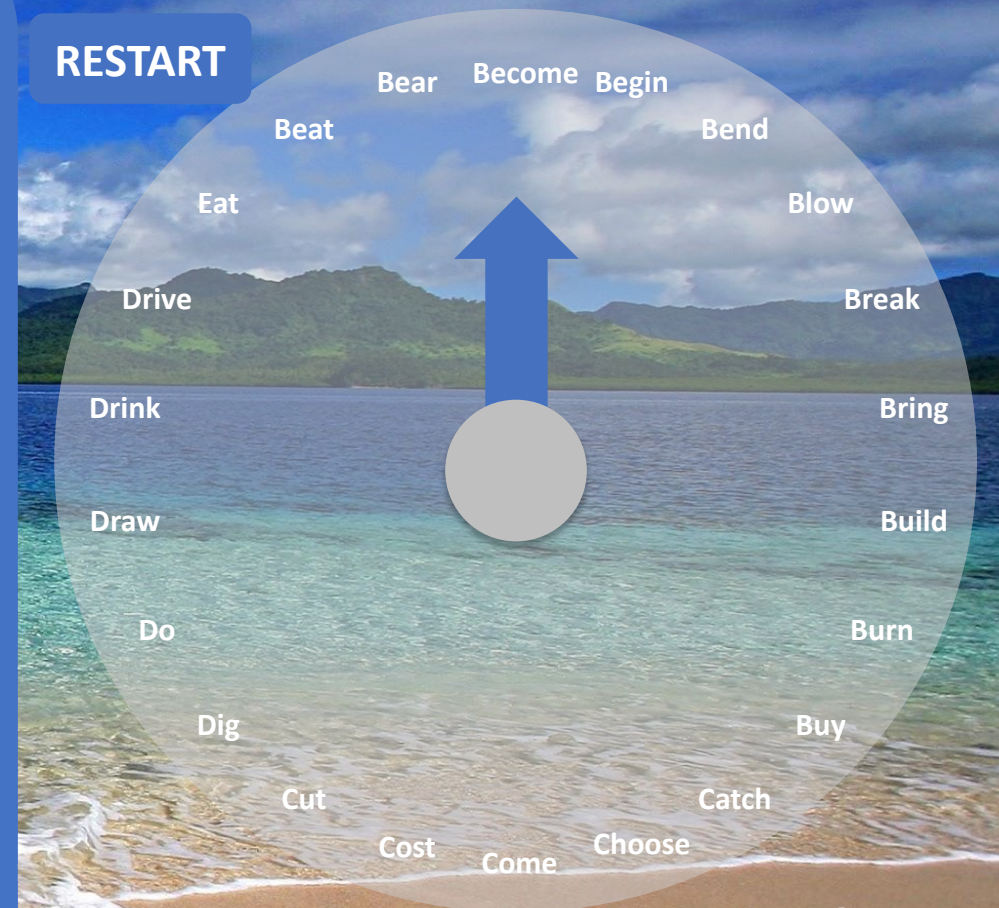 RESTART
Become
Begin
Bend
Blow
Break
Bring
Build
Burn
Buy
Catch
Choose
Come
Cost
Cut
Dig
Do
Draw
Drink
Drive
Eat
Beat
Bear